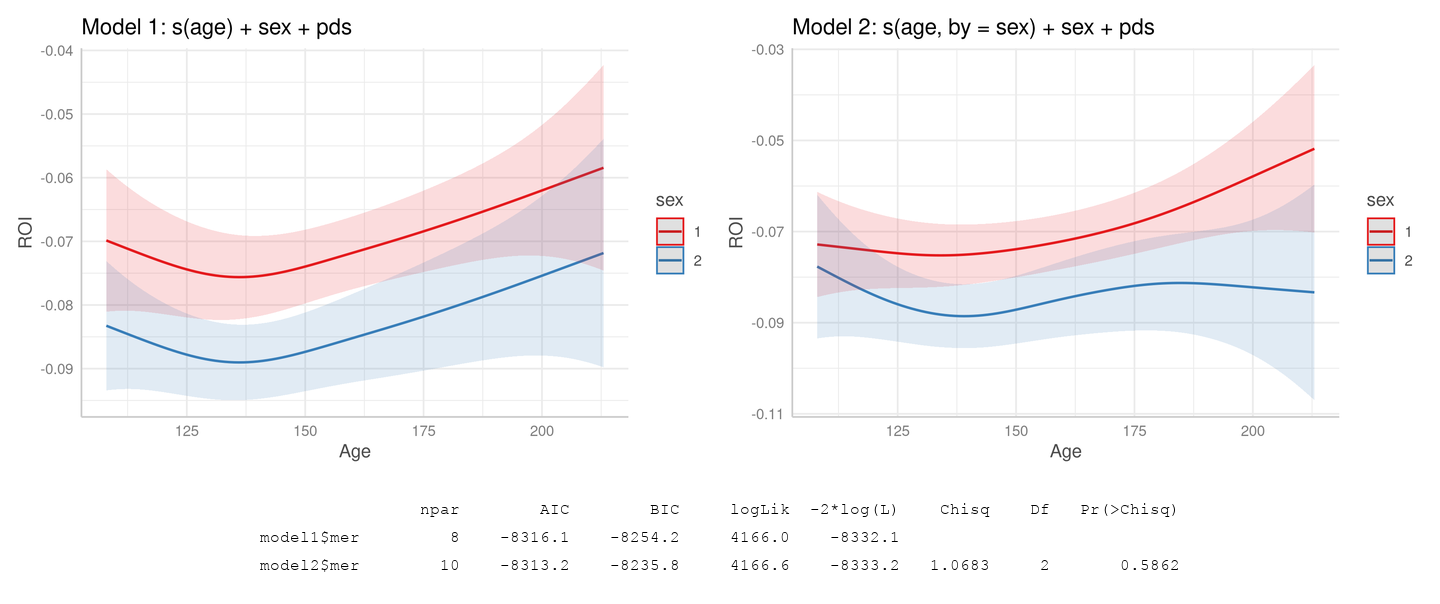 Model 1: s(age) + sex + pds
-0.04
-0.05
-0.06
-0.07
-0.08
-0.09
ROI
125 150 175 200
Age
sex
1
2
Model 2: s(age, by = sex) + sex + pds
-0.03
-0.05
-0.07
-0.09
-0.11
ROI
125 150 175 200
Age
sex
1
2
npar AIC BIC logLik -2*log(L) Chisq Df Pr(>Chisq)
model1$mer 8 -8316.1 -8254.2 4166.0 -8332.1
model2$mer 10 -8313.2 -8235.8 4166.6 -8333.2 1.0683 2 0.5862